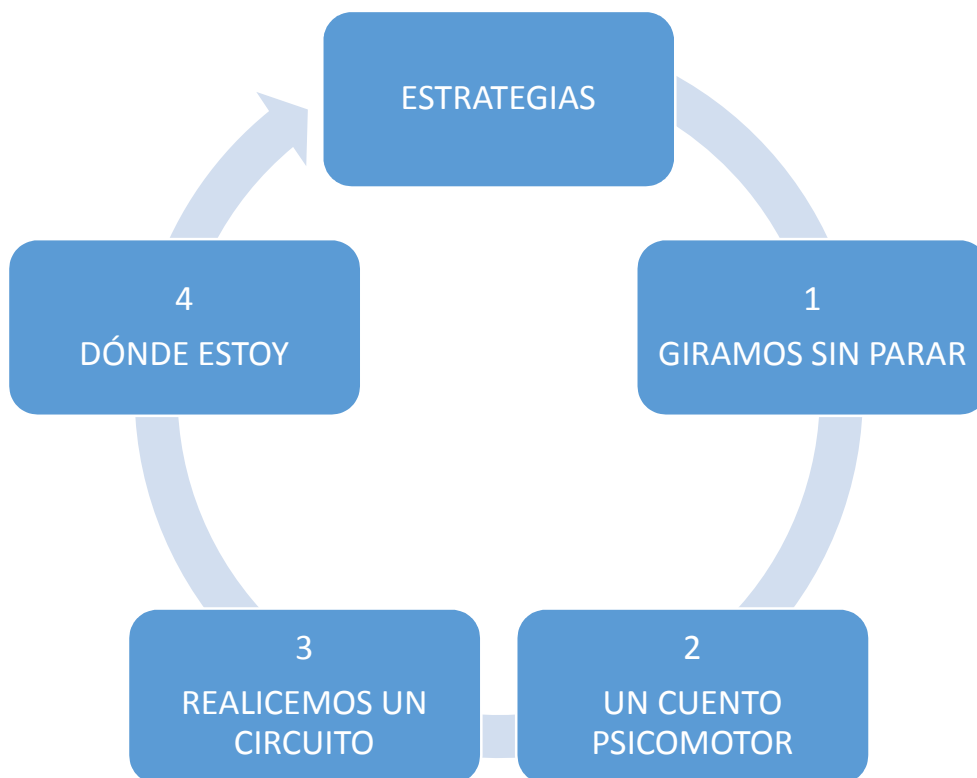 ESTRATEGIAS
1
GIRAMOS SIN PARAR
2
UN CUENTO
PSICOMOTOR
3
REALICEMOS UN
CIRCUITO
4
DÓNDE ESTOY